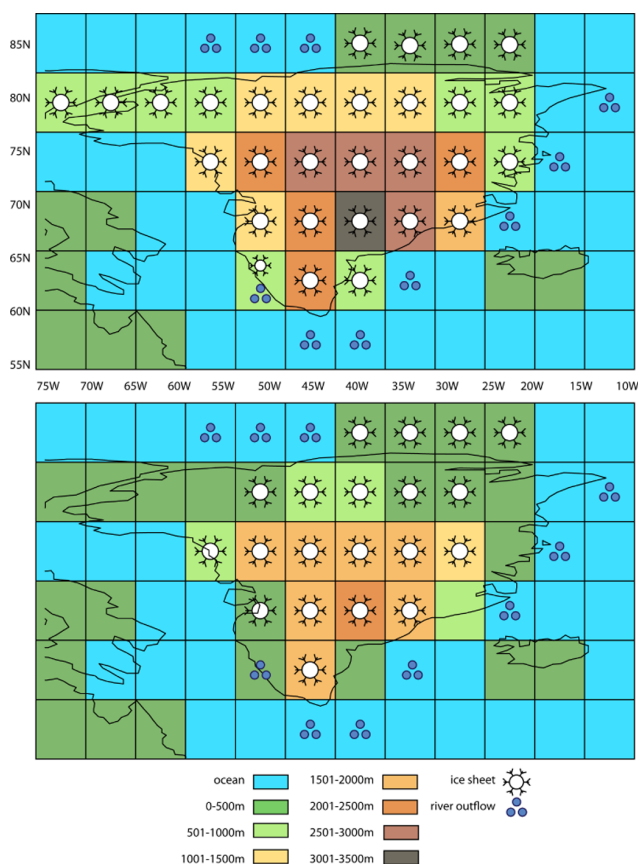 85N
80N
75N
70N
65N
60N
55N
75W 70W 65W 60W 55W 50W 45W 40W 35W 25W 20W 15W 10W
ocean 1501-2000m ice sheet
0-500m 2001-2500m river outflow
501-1000m 2501-3000m
1001-1500m 3001-3500m